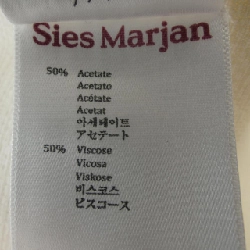 Sies Marjan
50% Acetate
Acetato
Acétate
Acetat
아세테이트
アセテート
50% Viscose
Vicosa
Viskose
비스코스
ビスコース